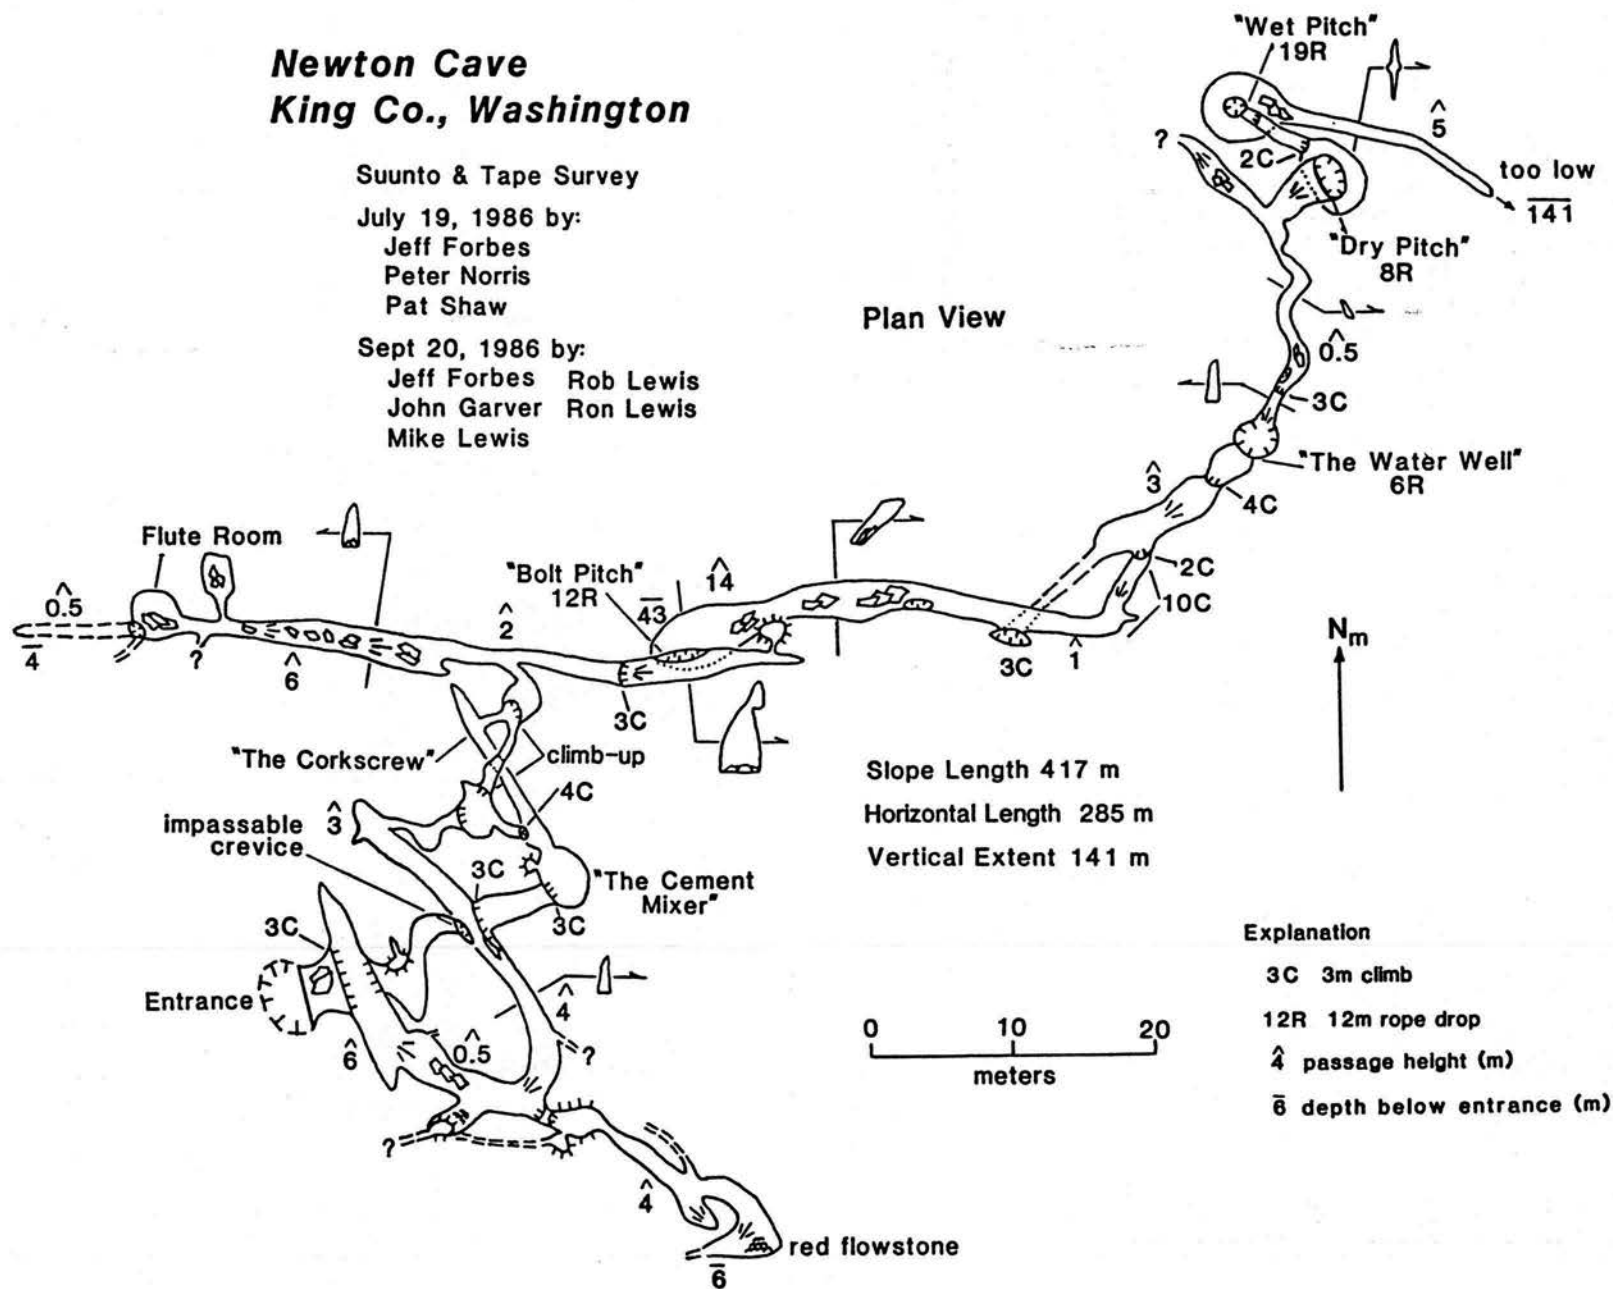 Newton Cave
King Co., Washington
Suunto & Tape Survey
July 19, 1986 by:
Jeff Forbes
Peter Norris
Pat Shaw
Sept 20, 1986 by:
Jeff Forbes Rob Lewis
John Garver Ron Lewis
Mike Lewis
Plan View
"Wet Pitch"
19R
^5
?
2C
too low
‾141
"Dry Pitch"
8R
^0.5
3C
"The Water Well"
6R
^3
4C
2C
10C
Flute Room
"Bolt Pitch"
12R
^14
‾43
^0.5
‾4
?
^6
^2
3C
3C
^1
Nm
"The Corkscrew"
climb-up
4C
^3
impassable
crevice
3C
"The Cement
Mixer"
3C
3C
Entrance
^4
^6
^0.5
?
?
^4
red flowstone
‾6
Slope Length 417 m
Horizontal Length 285 m
Vertical Extent 141 m
0 10 20
meters
Explanation
3C 3m climb
12R 12m rope drop
^4 passage height (m)
‾6 depth below entrance (m)